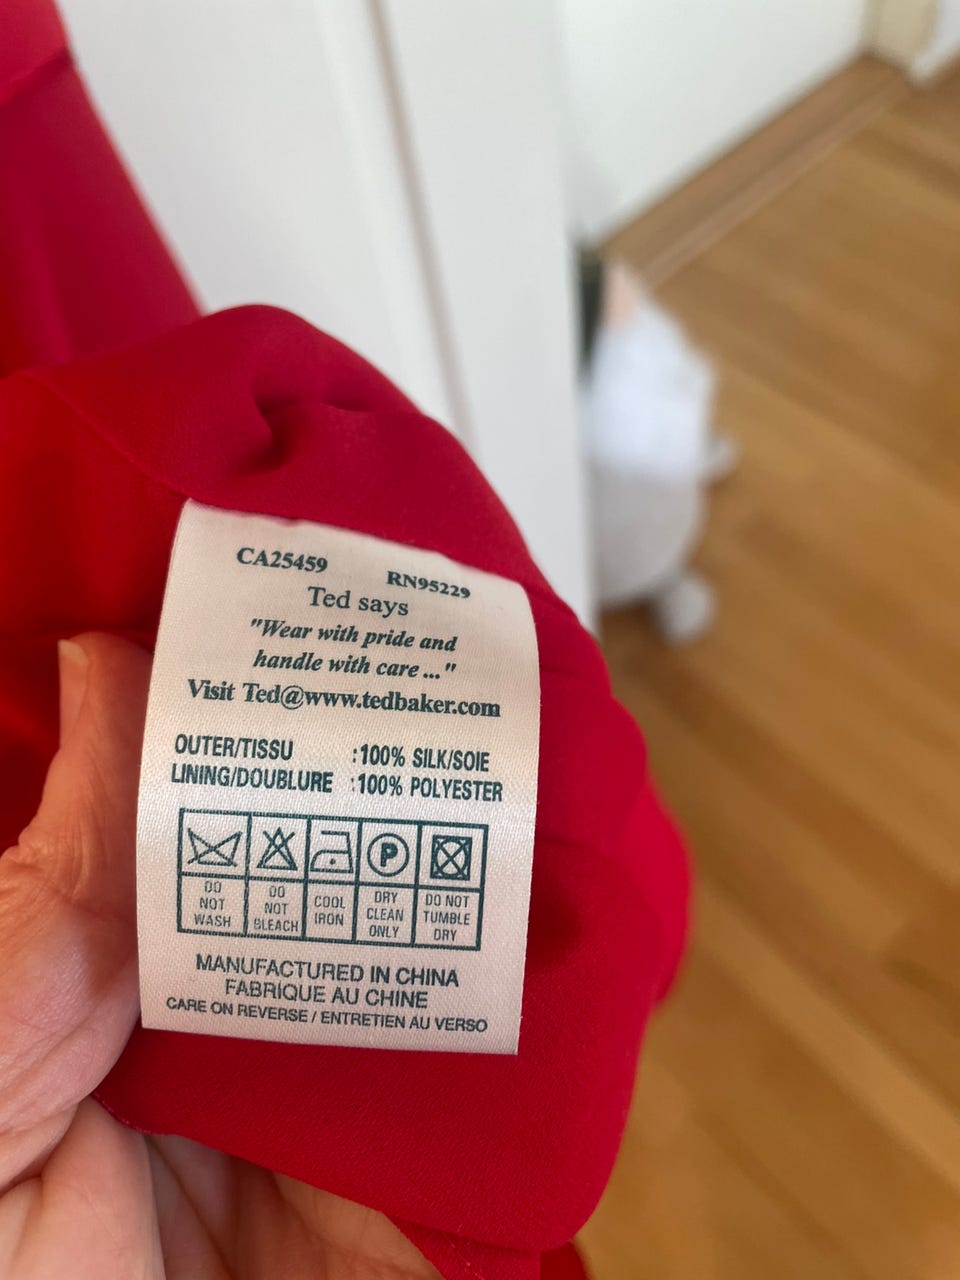 CA25459 RN95229
Ted says
"Wear with pride and
handle with care ..."
Visit Ted@www.tedbaker.com
OUTER/TISSU :100% SILK/SOIE
LINING/DOUBLURE :100% POLYESTER
P
DO NOT WASH
DO NOT BLEACH
COOL IRON
DRY CLEAN ONLY
DO NOT TUMBLE DRY
MANUFACTURED IN CHINA
FABRIQUE AU CHINE
CARE ON REVERSE / ENTRETIEN AU VERSO